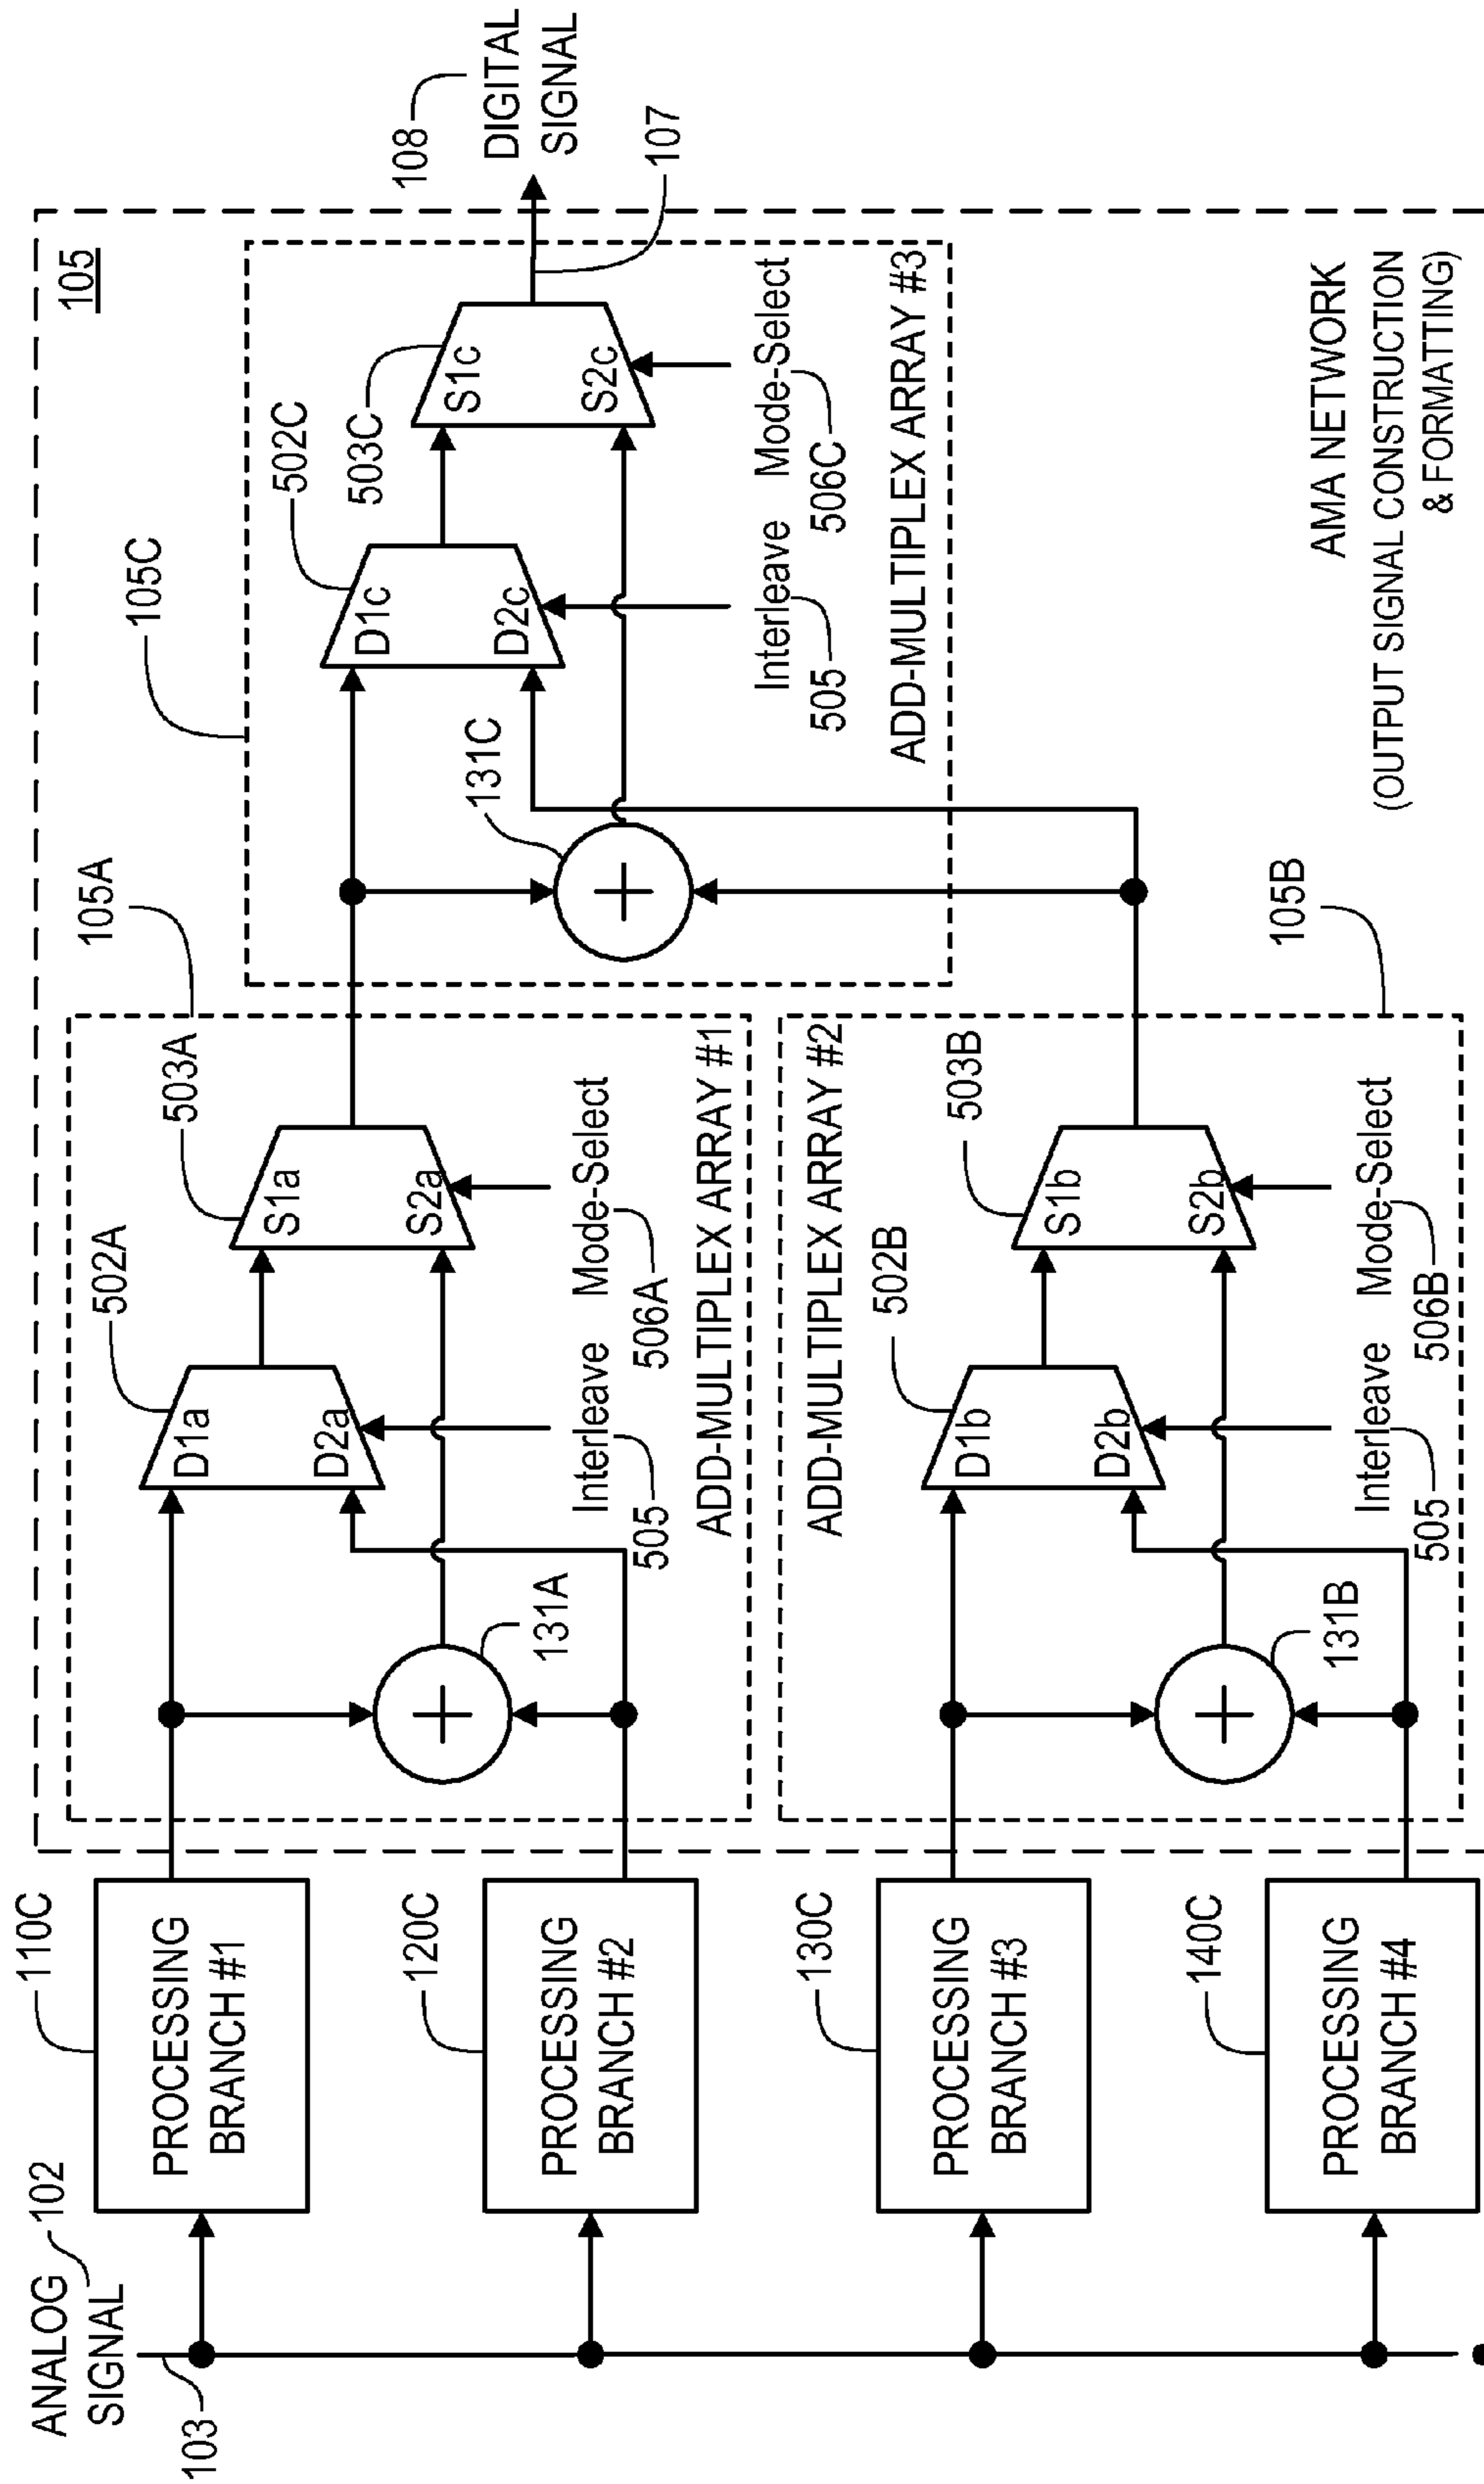 ANALOG
SIGNAL
102
103
110C
PROCESSING
BRANCH #1
120C
PROCESSING
BRANCH #2
130C
PROCESSING
BRANCH #3
140C
PROCESSING
BRANCH #4
105
105A
131A
502A
D1a
D2a
503A
S1a
S2a
Interleave
505
Mode-Select
506A
ADD-MULTIPLEX ARRAY #1
ADD-MULTIPLEX ARRAY #2
105B
131B
502B
D1b
D2b
503B
S1b
S2b
Interleave
505
Mode-Select
506B
105C
131C
502C
D1c
D2c
503C
S1c
S2c
Interleave
505
Mode-Select
506C
ADD-MULTIPLEX ARRAY #3
107
108
DIGITAL
SIGNAL
AMA NETWORK
(OUTPUT SIGNAL CONSTRUCTION
& FORMATTING)